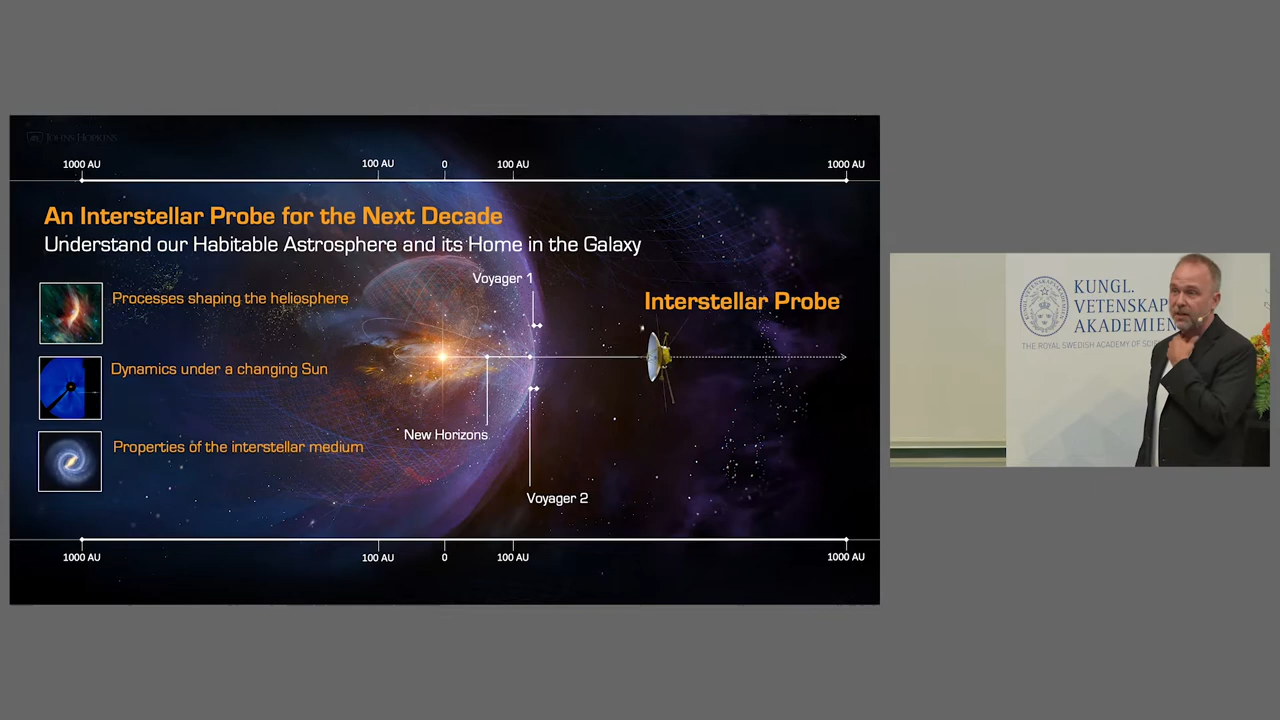 JOHNS HOPKINS
1000 AU
100 AU
0
100 AU
1000 AU
An Interstellar Probe for the Next Decade
Understand our Habitable Astrosphere and its Home in the Galaxy
Voyager 1
Processes shaping the heliosphere
Interstellar Probe
Dynamics under a changing Sun
New Horizons
Properties of the interstellar medium
Voyager 2
1000 AU
100 AU
0
100 AU
1000 AU
KUNGL.
VETENSKAP
AKADEMIEN
THE ROYAL SWEDISH ACADEMY OF